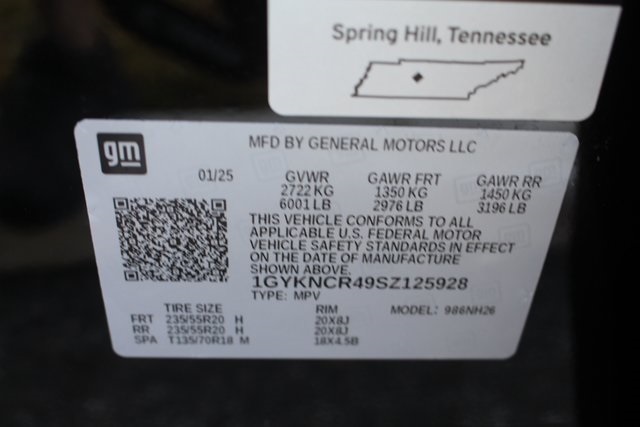 Spring Hill, Tennessee
gm
MFD BY GENERAL MOTORS LLC
01/25 GVWR GAWR FRT GAWR RR
2722 KG 1350 KG 1450 KG
6001 LB 2976 LB 3196 LB
THIS VEHICLE CONFORMS TO ALL
APPLICABLE U.S. FEDERAL MOTOR
VEHICLE SAFETY STANDARDS IN EFFECT
ON THE DATE OF MANUFACTURE
SHOWN ABOVE.
1GYKNCR49SZ125928
TYPE: MPV
TIRE SIZE RIM MODEL: 986NH26
FRT 235/55R20 H 20X8J
RR 235/55R20 H 20X8J
SPA T135/70R18 M 18X4.5B